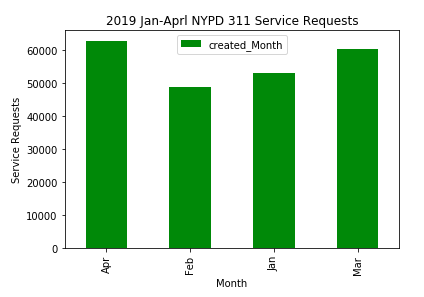 2019 Jan-Aprl NYPD 311 Service Requests
created_Month
Service Requests
60000
50000
40000
30000
20000
10000
0
Apr
Feb
Jan
Mar
Month